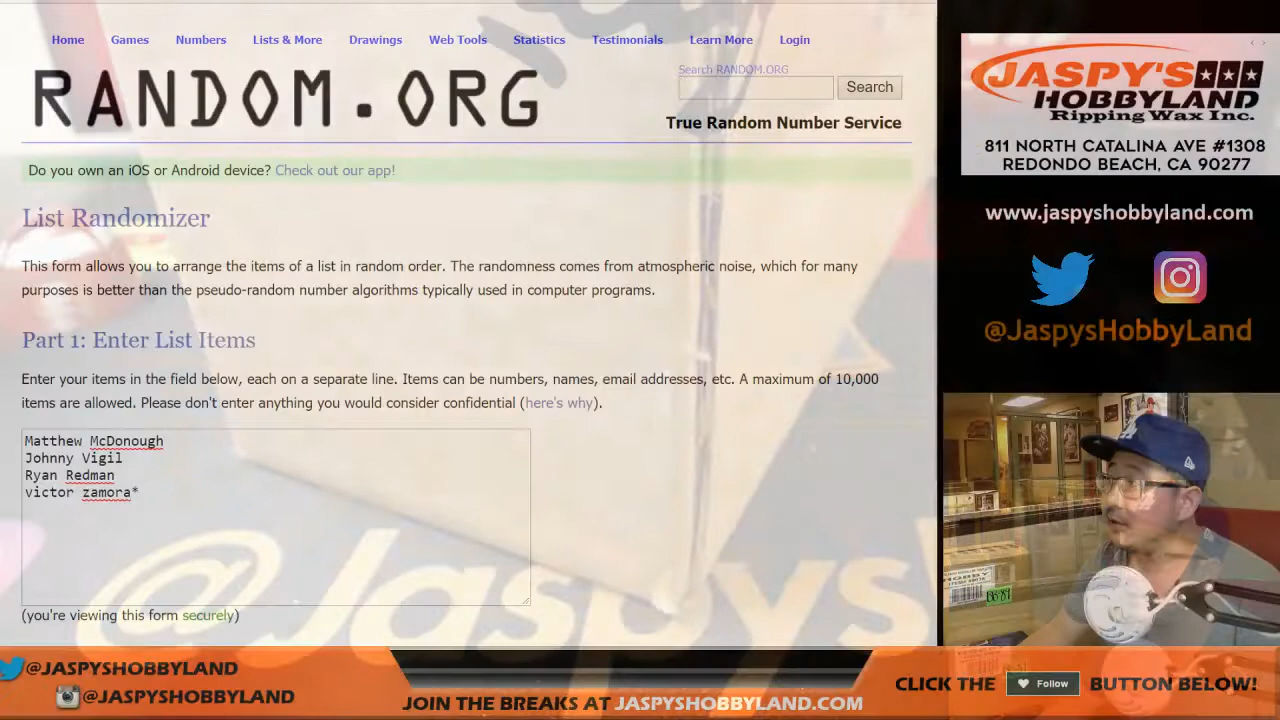 Home Games Numbers Lists & More Drawings Web Tools Statistics Testimonials Learn More Login
RANDOM.ORG
Search RANDOM.ORG
Search
True Random Number Service
Do you own an iOS or Android device? Check out our app!
List Randomizer
This form allows you to arrange the items of a list in random order. The randomness comes from atmospheric noise, which for many
purposes is better than the pseudo-random number algorithms typically used in computer programs.
Part 1: Enter List Items
Enter your items in the field below, each on a separate line. Items can be numbers, names, email addresses, etc. A maximum of 10,000
items are allowed. Please don't enter anything you would consider confidential (here's why).
Matthew McDonough
Johnny Vigil
Ryan Redman
victor zamora*
(you're viewing this form securely)
@Jaspys
JASPY'S
HOBBYLAND
Ripping Wax Inc.
811 NORTH CATALINA AVE #1308
REDONDO BEACH, CA 90277
www.jaspyshobbyland.com
@JaspysHobbyLand
HOBBY
@JASPYSHOBBYLAND
@JASPYSHOBBYLAND
JOIN THE BREAKS AT JASPYSHOBBYLAND.COM
CLICK THE Follow BUTTON BELOW!